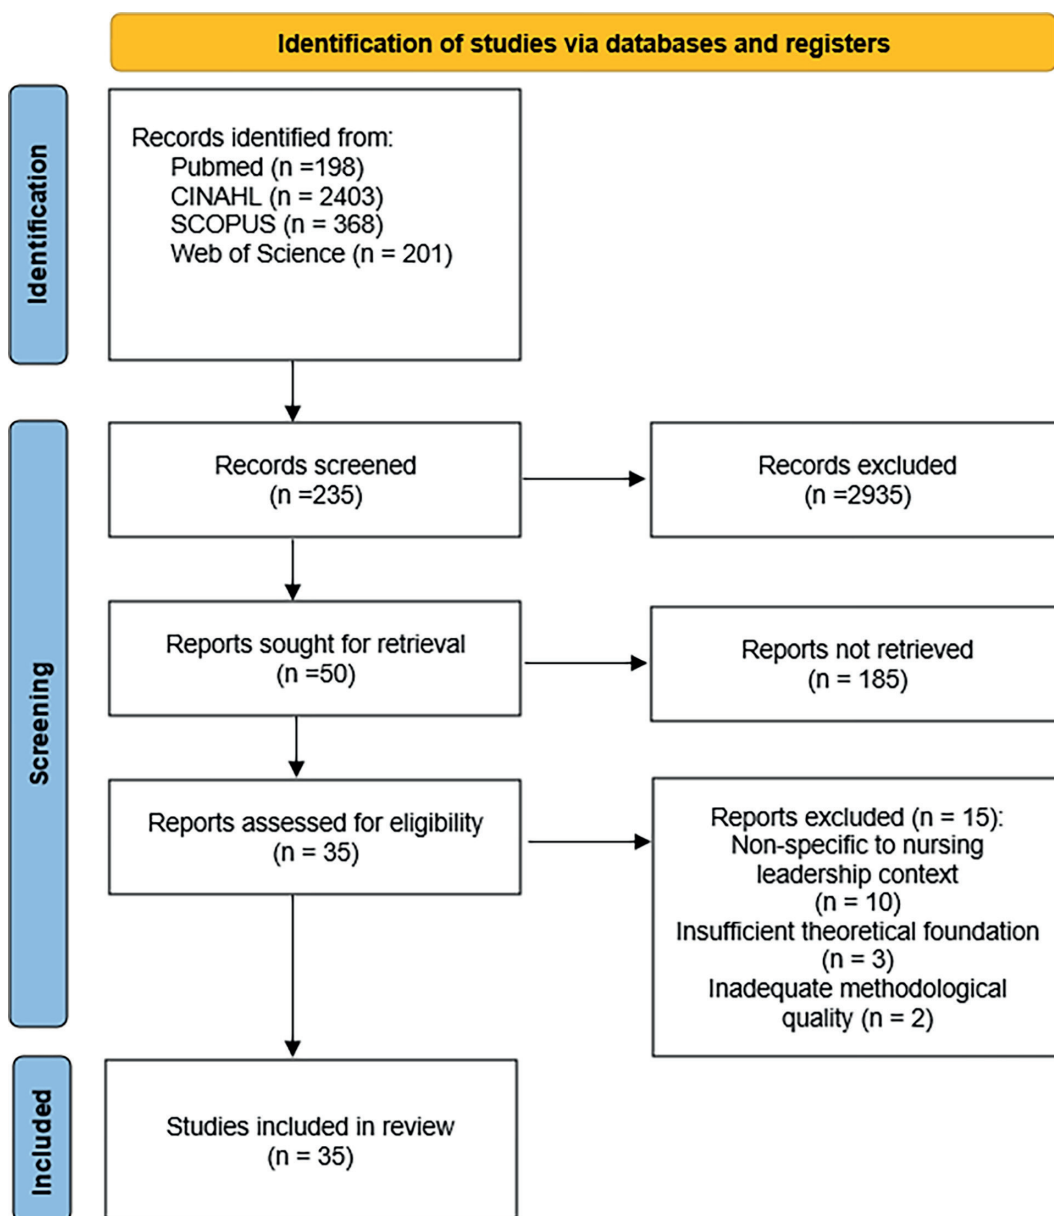 Identification of studies via databases and registers
Identification
Records identified from:
Pubmed (n =198)
CINAHL (n = 2403)
SCOPUS (n = 368)
Web of Science (n = 201)
Screening
Records screened
(n =235)
Records excluded
(n =2935)
Reports sought for retrieval
(n =50)
Reports not retrieved
(n = 185)
Reports assessed for eligibility
(n = 35)
Reports excluded (n = 15):
Non-specific to nursing
leadership context
(n = 10)
Insufficient theoretical foundation
(n = 3)
Inadequate methodological
quality (n = 2)
Included
Studies included in review
(n = 35)